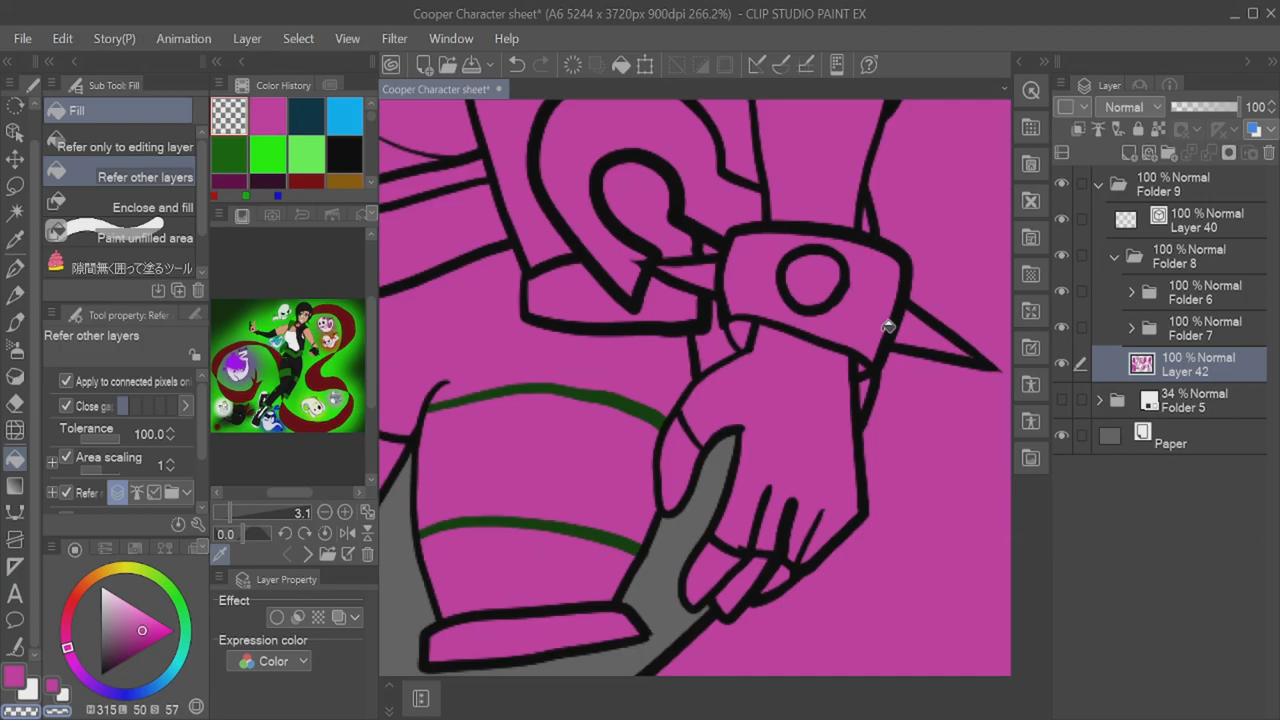 Cooper Character sheet* (A6 5244 x 3720px 900dpi 266.2%) - CLIP STUDIO PAINT EX
File Edit Story(P) Animation Layer Select View Filter Window Help
Sub Tool: Fill
Fill
Refer only to editing layer
Refer other layers
Enclose and fill
Paint unfilled area
隙間無く囲って塗るツール
Tool property: Refer
Refer other layers
Apply to connected pixels on
Close ga
Tolerance 100.0
Area scaling 1
Refer
Color History
3.1
0.0
Layer Property
Effect
Expression color
Color
H 315 L 50 S 57
Cooper Character sheet*
Layer
Normal 100
100 % Normal
Folder 9
100 % Normal
Layer 40
100 % Normal
Folder 8
100 % Normal
Folder 6
100 % Normal
Folder 7
100 % Normal
Layer 42
34 % Normal
Folder 5
Paper